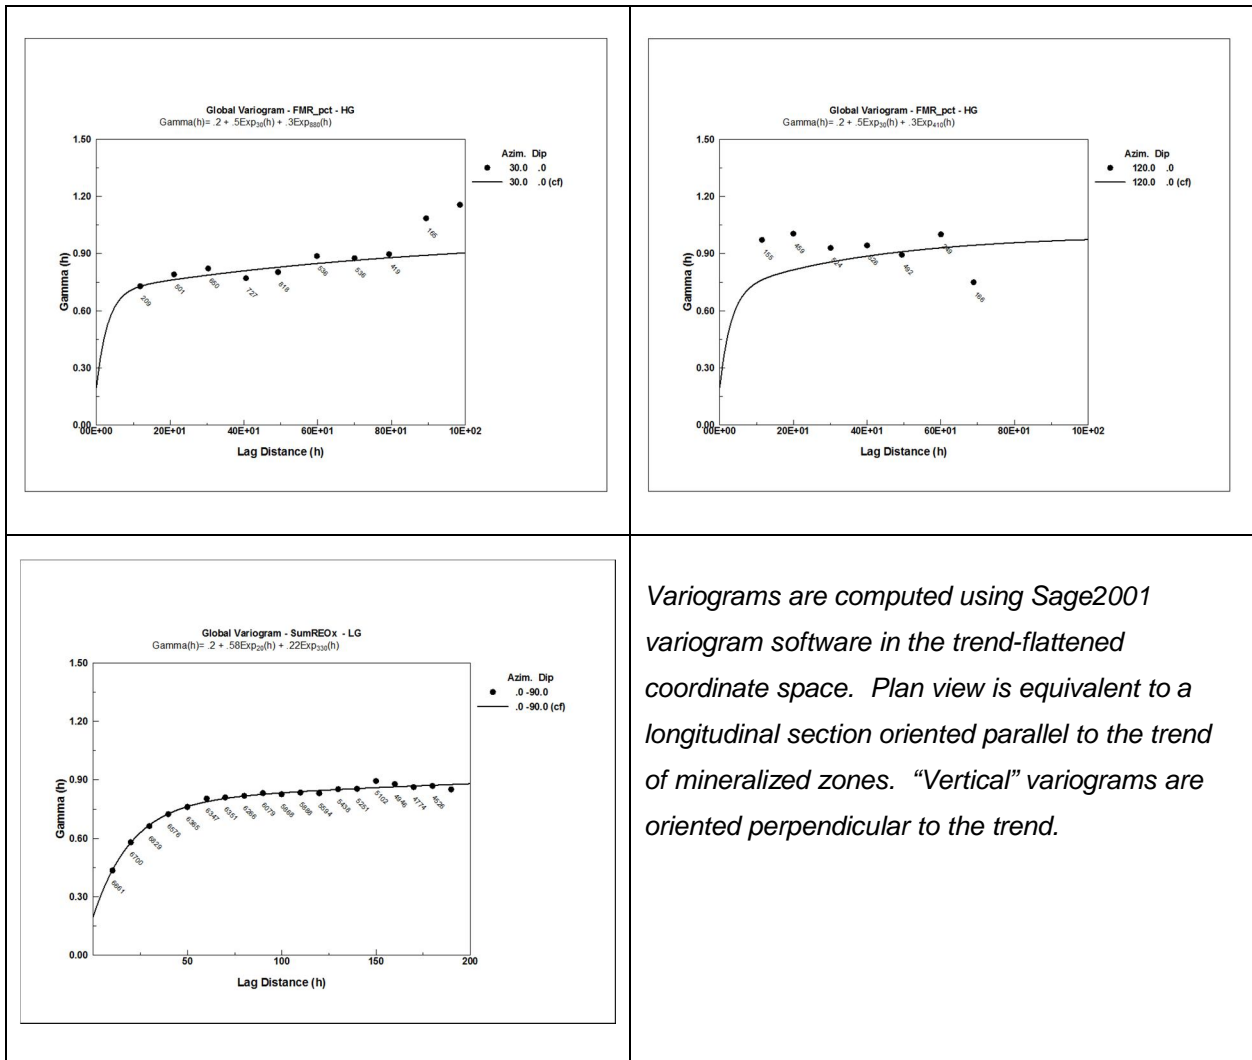 Global Variogram - FMR_pct - HG
Gamma(h)= .2 + .5Exp30(h) + .3Exp880(h)
1.50
1.20
0.90
0.60
0.30
0.00
Gamma (h)
209
501
650
727
818
536
536
419
165
00E+00 20E+01 40E+01 60E+01 80E+01 10E+02
Lag Distance (h)
Azim. Dip
30.0 .0
30.0 .0 (cf)
Global Variogram - FMR_pct - HG
Gamma(h)= .2 + .5Exp30(h) + .3Exp410(h)
1.50
1.20
0.90
0.60
0.30
0.00
Gamma (h)
155
459
524
526
492
166
00E+00 20E+01 40E+01 60E+01 80E+01 10E+02
Lag Distance (h)
Azim. Dip
120.0 .0
120.0 .0 (cf)
Global Variogram - SumREOx - LG
Gamma(h)= .2 + .58Exp20(h) + .22Exp330(h)
1.50
1.20
0.90
0.60
0.30
0.00
Gamma (h)
6661
6700
6629
6576
6365
6347
6351
6266
6079
5594
5251
5102
4946
4774
4626
50 100 150 200
Lag Distance (h)
Azim. Dip
.0 -90.0
.0 -90.0 (cf)
Variograms are computed using Sage2001
variogram software in the trend-flattened
coordinate space. Plan view is equivalent to a
longitudinal section oriented parallel to the trend
of mineralized zones. “Vertical” variograms are
oriented perpendicular to the trend.